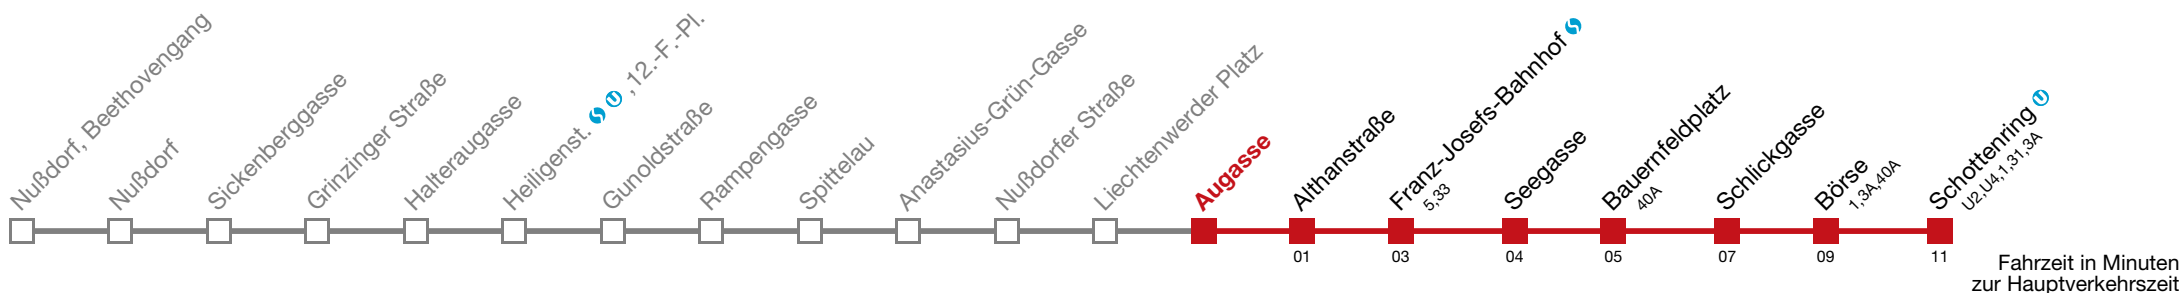 Nußdorf, Beethovengang
Nußdorf
Sickenberggasse
Grinzinger Straße
Halteraugasse
Heiligenst. S U , 12.-F.-Pl.
Gunoldstraße
Rampengasse
Spittelau
Anastasius-Grün-Gasse
Nußdorfer Straße
Liechtenwerder Platz
Augasse
Althanstraße
01
Franz-Josefs-Bahnhof S
5,33
03
Seegasse
04
Bauernfeldplatz
40A
05
Schlickgasse
07
Börse
1,3A,40A
09
Schottenring U
U2,U4,1,31,3A
11
Fahrzeit in Minuten
zur Hauptverkehrszeit